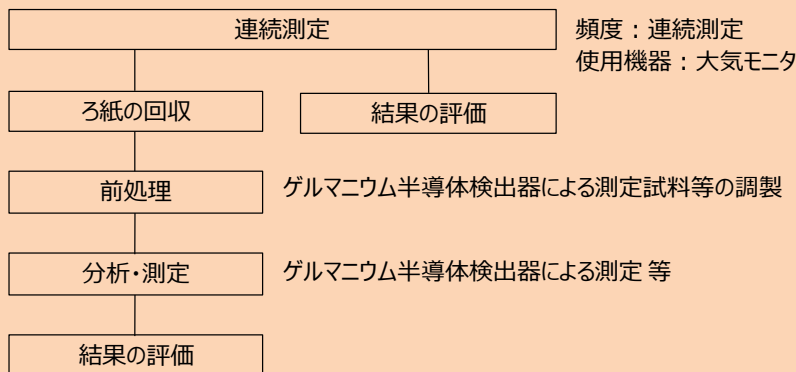 連続測定
頻度：連続測定
使用機器：大気モニタ
ろ紙の回収
結果の評価
前処理
ゲルマニウム半導体検出器による測定試料等の調製
分析・測定
ゲルマニウム半導体検出器による測定 等
結果の評価